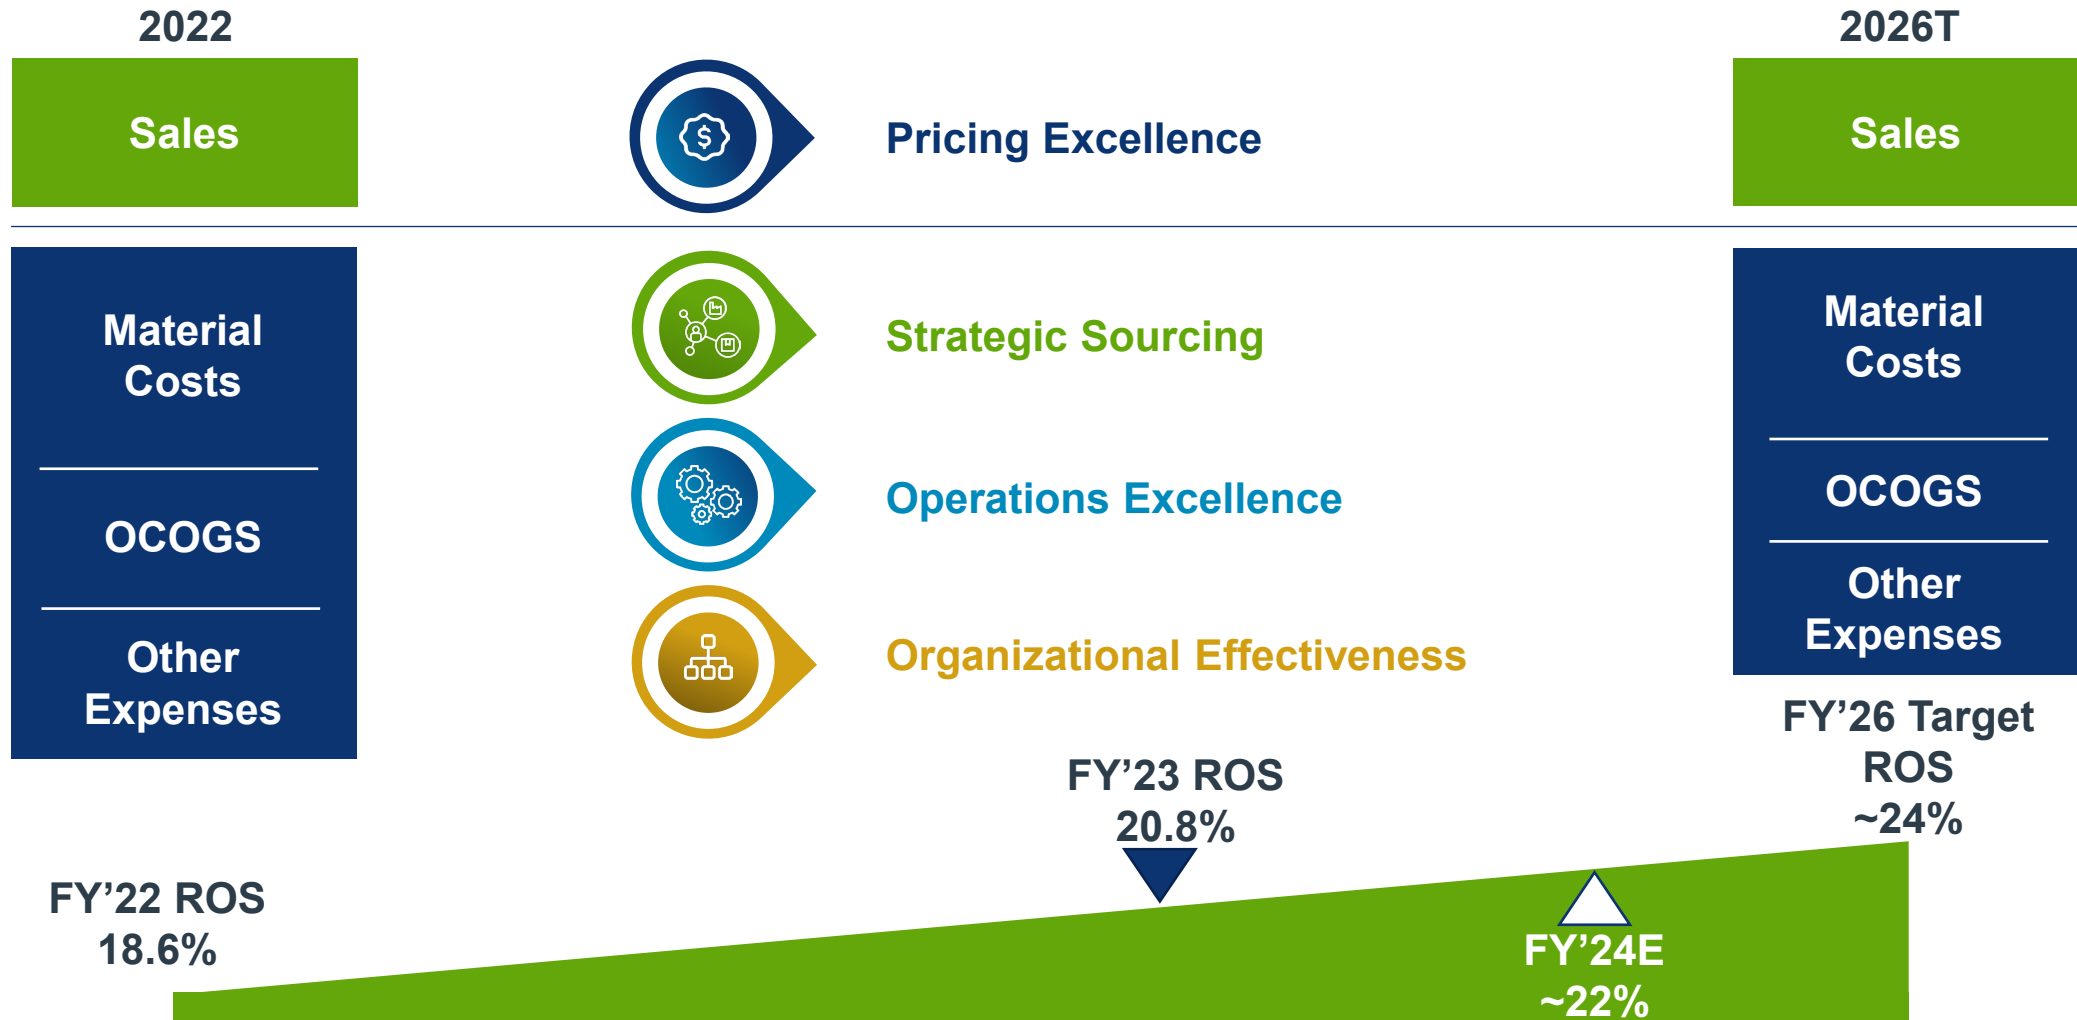 2022
2026T
Sales
Pricing Excellence
Sales
Material
Costs
OCOGS
Other
Expenses
Strategic Sourcing
Operations Excellence
Organizational Effectiveness
Material
Costs
OCOGS
Other
Expenses
FY’22 ROS
18.6%
FY’23 ROS
20.8%
FY’24E
~22%
FY’26 Target
ROS
~24%